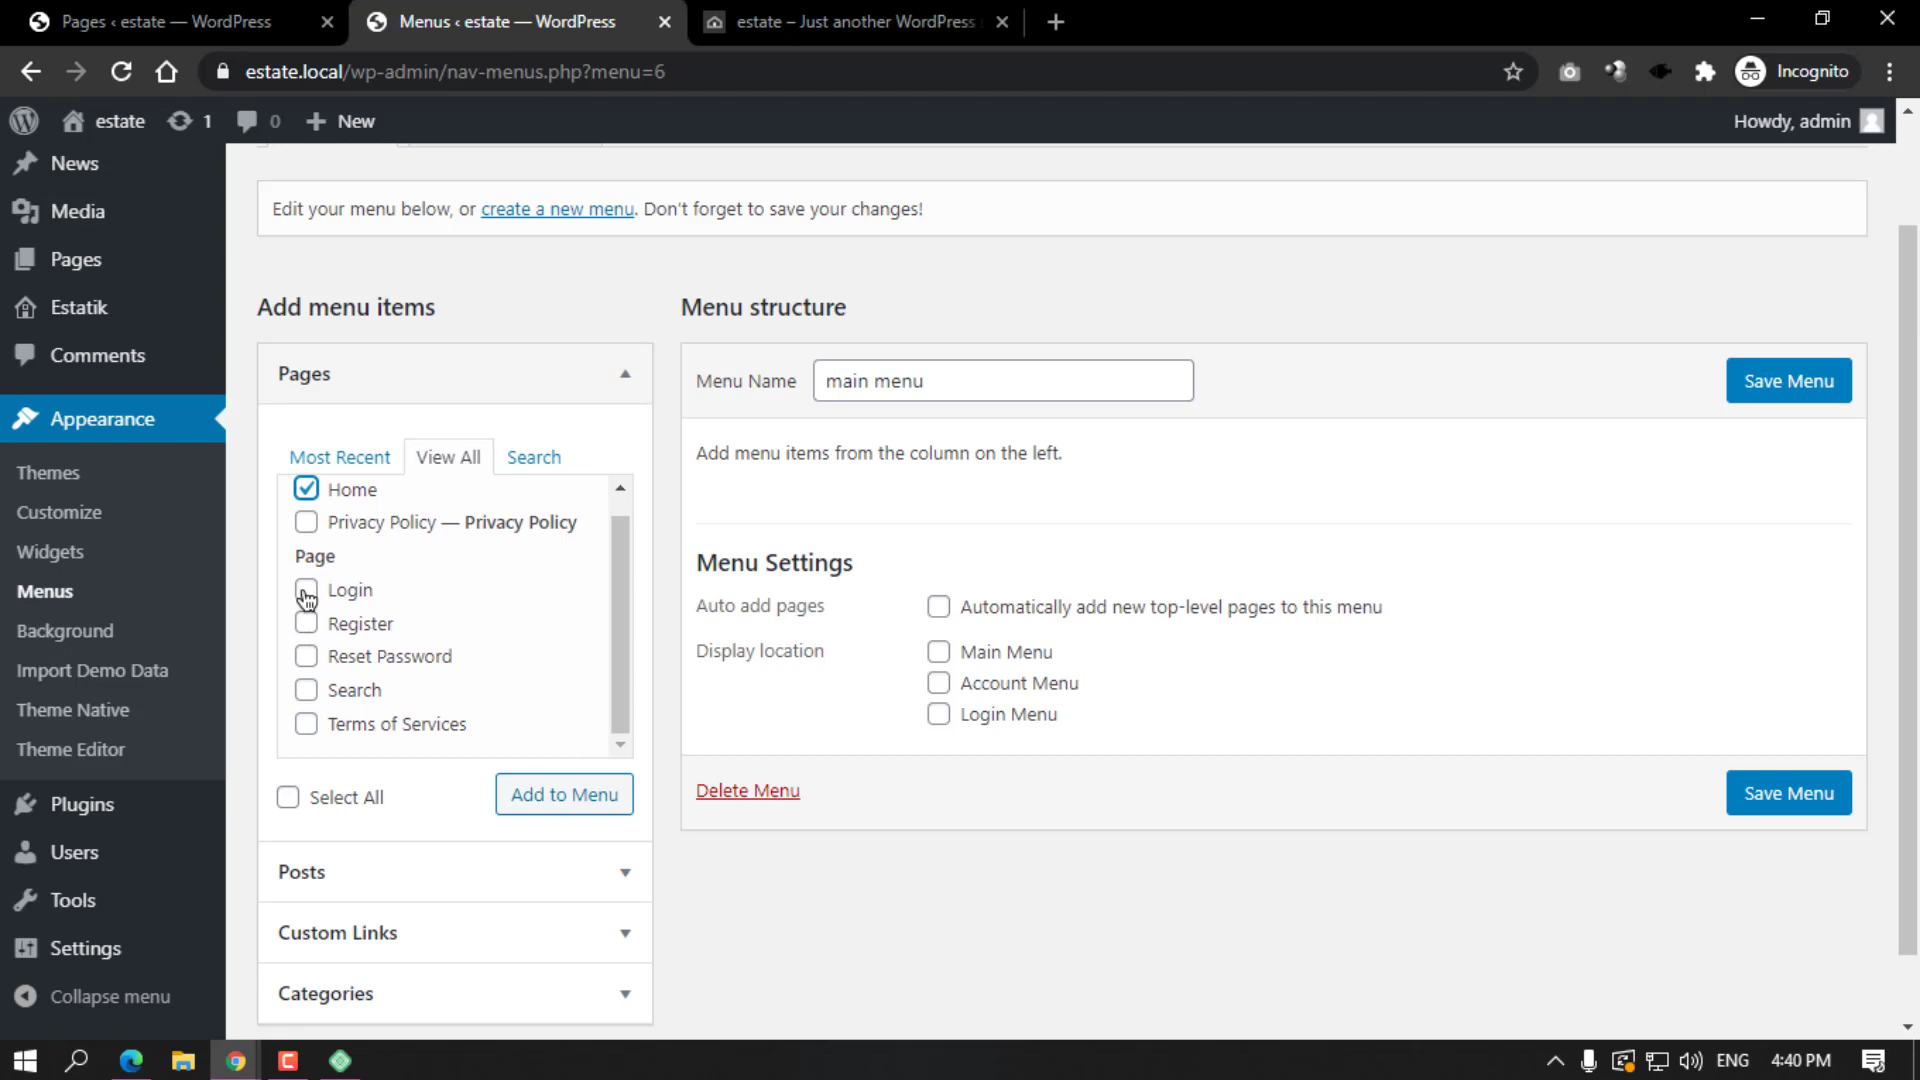 Pages ‹ estate — WordPress
Menus ‹ estate — WordPress
estate – Just another WordPress
estate.local/wp-admin/nav-menus.php?menu=6
Incognito
estate
1
0
New
Howdy, admin
News
Media
Pages
Estatik
Comments
Appearance
Themes
Customize
Widgets
Menus
Background
Import Demo Data
Theme Native
Theme Editor
Plugins
Users
Tools
Settings
Collapse menu
Edit your menu below, or create a new menu. Don't forget to save your changes!
Add menu items
Pages
Most Recent
View All
Search
Home
Privacy Policy — Privacy Policy
Page
Login
Register
Reset Password
Search
Terms of Services
Select All
Add to Menu
Posts
Custom Links
Categories
Menu structure
Menu Name
main menu
Save Menu
Add menu items from the column on the left.
Menu Settings
Auto add pages
Automatically add new top-level pages to this menu
Display location
Main Menu
Account Menu
Login Menu
Delete Menu
Save Menu
ENG
4:40 PM